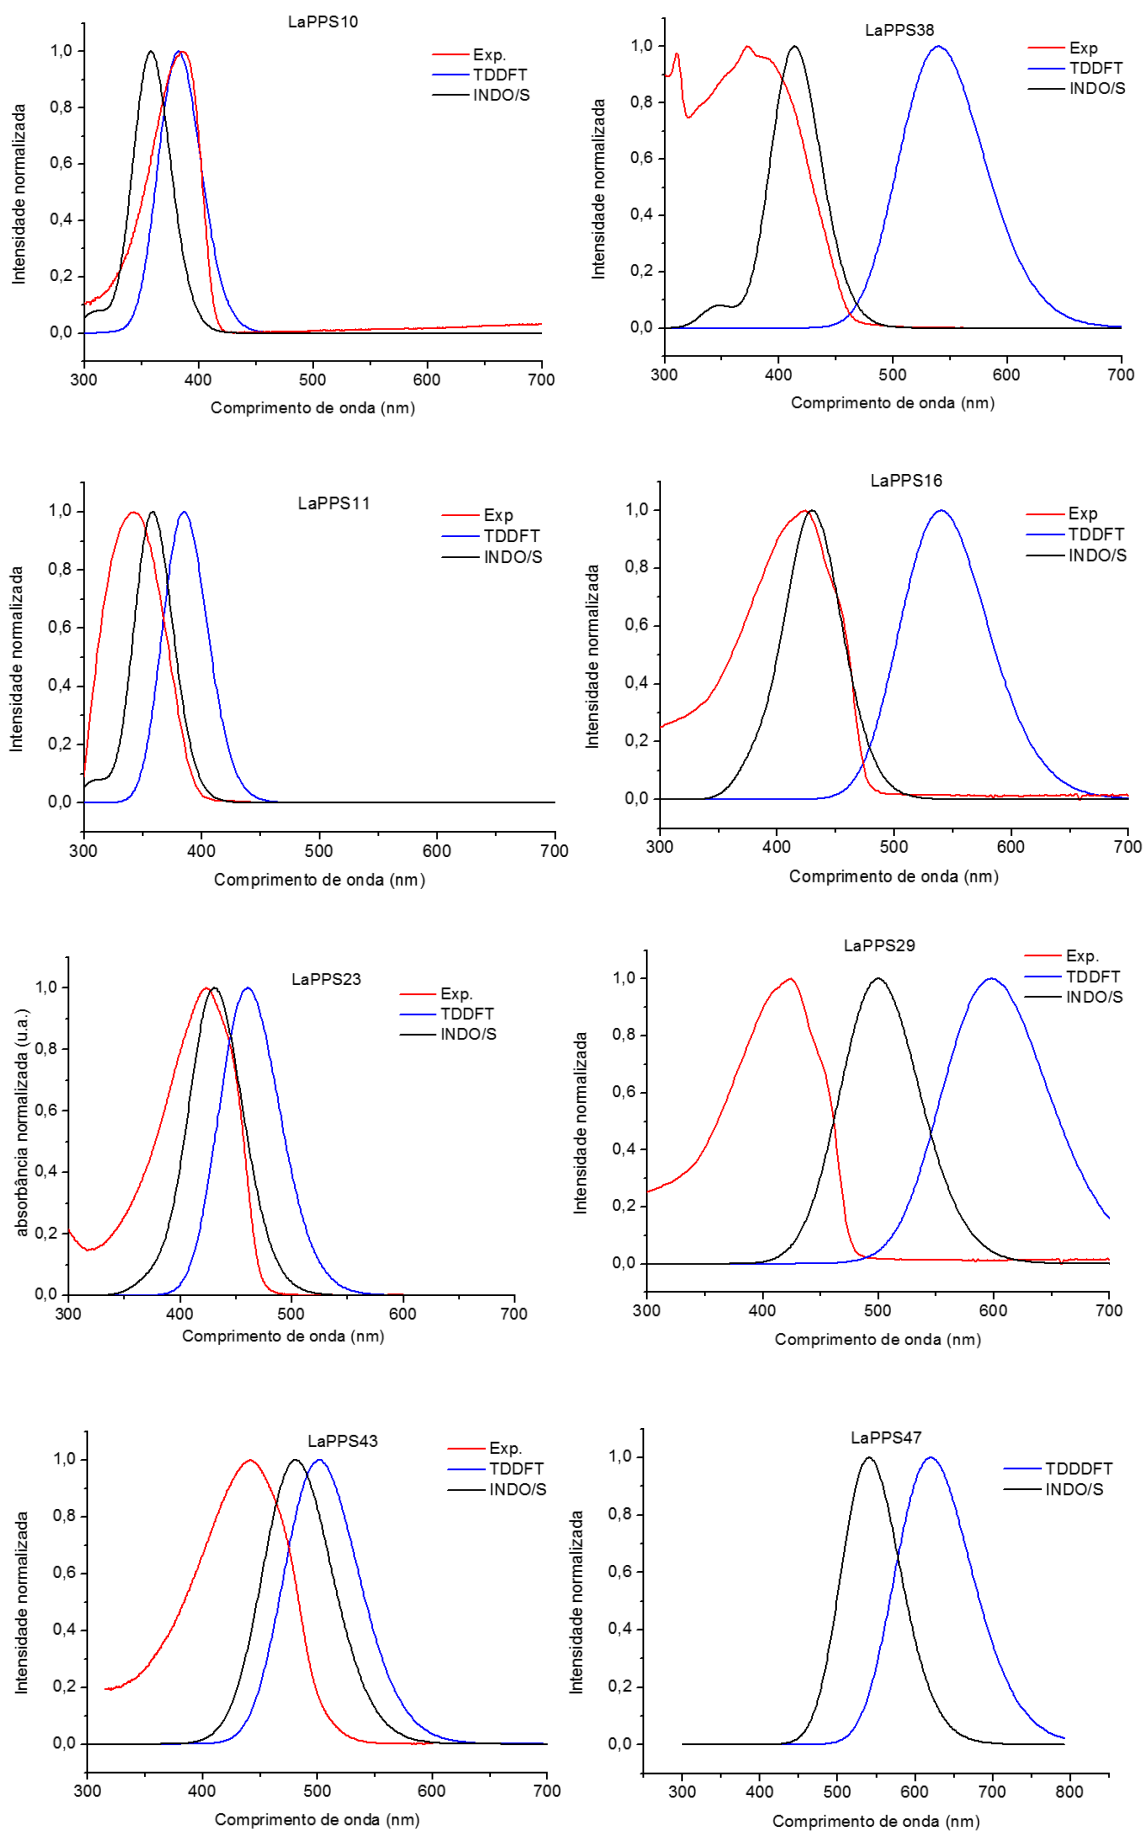 LaPPS10
Exp.
TDDFT
INDO/S
1,0
0,8
0,6
0,4
0,2
0,0
Intensidade normalizada
300 400 500 600 700
Comprimento de onda (nm)
LaPPS38
Exp
TDDFT
INDO/S
1,0
0,8
0,6
0,4
0,2
0,0
Intensidade normalizada
300 400 500 600 700
Comprimento de onda (nm)
LaPPS11
Exp
TDDFT
INDO/S
1,0
0,8
0,6
0,4
0,2
0,0
Intensidade normalizada
300 400 500 600 700
Comprimento de onda (nm)
LaPPS16
Exp
TDDFT
INDO/S
1,0
0,8
0,6
0,4
0,2
0,0
Intensidade normalizada
300 400 500 600 700
Comprimento de onda (nm)
LaPPS23
Exp.
TDDFT
INDO/S
1,0
0,8
0,6
0,4
0,2
0,0
absorbância normalizada (u.a.)
300 400 500 600 700
Comprimento de onda (nm)
LaPPS29
Exp.
TDDFT
INDO/S
1,0
0,8
0,6
0,4
0,2
0,0
Intensidade normalizada
300 400 500 600 700
Comprimento de onda (nm)
LaPPS43
Exp.
TDDFT
INDO/S
1,0
0,8
0,6
0,4
0,2
0,0
Intensidade normalizada
300 400 500 600 700
Comprimento de onda (nm)
LaPPS47
TDDDFT
INDO/S
1,0
0,8
0,6
0,4
0,2
0,0
Intensidade normalizada
300 400 500 600 700 800
Comprimento de onda (nm)